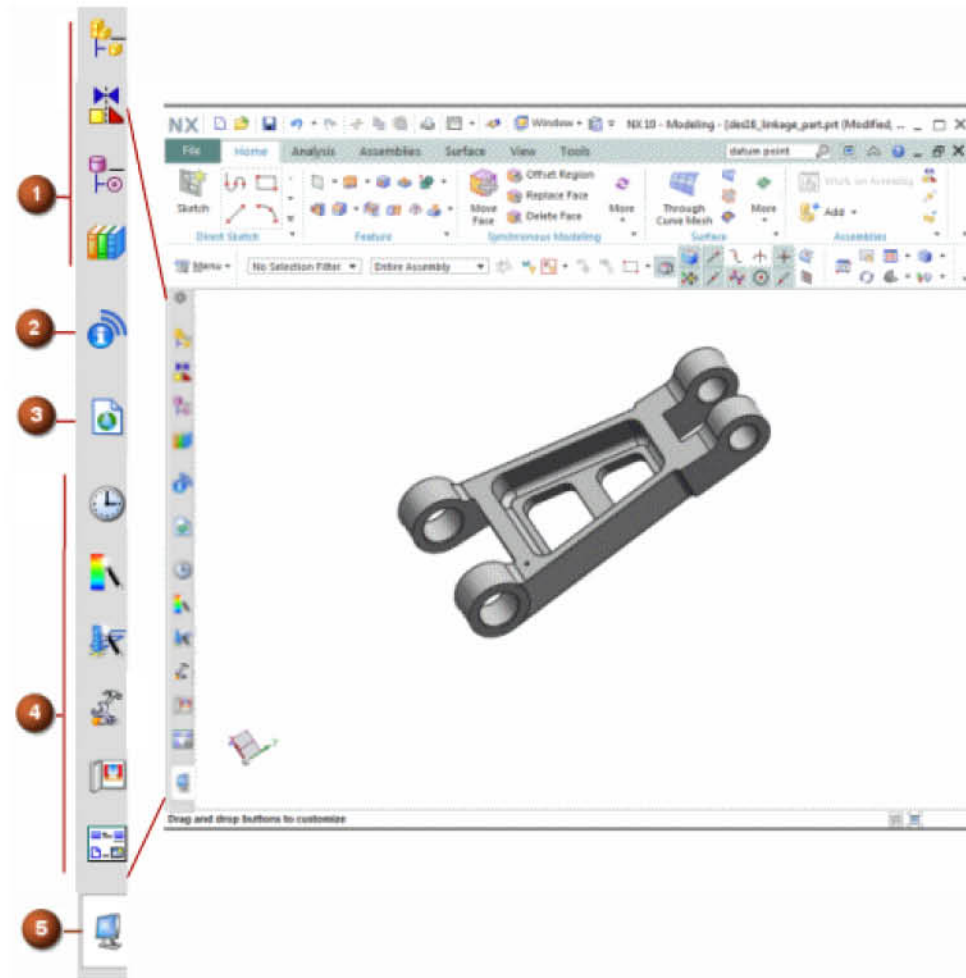 1
2
3
4
5
NX Window NX 10 - Modeling - [des16_linkage_part.prt (Modified, ...
File Home Analysis Assemblies Surface View Tools datum point
Sketch
Direct Sketch
Feature
Move Face
Offset Region
Replace Face
Delete Face
More
Synchronous Modeling
Through Curve Mesh
More
Surface
Work on Assembly
Add
Assemblies
Menu No Selection Filter Entire Assembly
Drag and drop buttons to customize